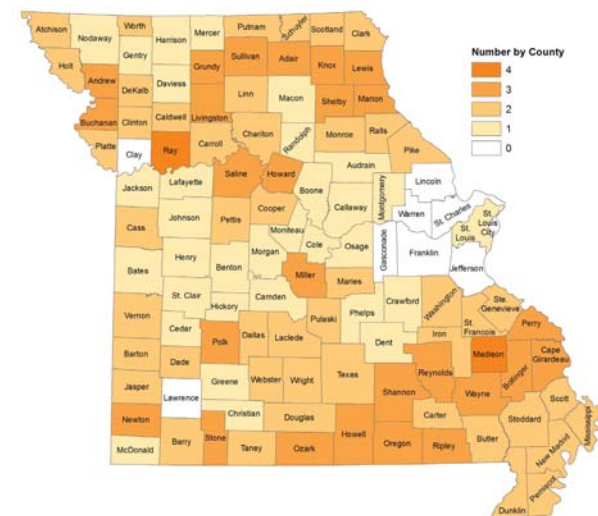 Number by County
4
3
2
1
0
Atchison
Nodaway
Worth
Harrison
Mercer
Putnam
Schuyler
Scotland
Clark
Gentry
Holt
Andrew
DeKalb
Daviess
Grundy
Sullivan
Adair
Knox
Lewis
Buchanan
Clinton
Caldwell
Livingston
Linn
Macon
Shelby
Marion
Platte
Clay
Ray
Carroll
Chariton
Randolph
Monroe
Ralls
Pike
Jackson
Lafayette
Saline
Howard
Boone
Audrain
Callaway
Montgomery
Lincoln
Warren
St. Charles
St.
Louis
City
St.
Louis
Cass
Johnson
Pettis
Cooper
Moniteau
Cole
Osage
Gasconade
Franklin
Jefferson
Bates
Henry
Benton
Morgan
Miller
Maries
St. Clair
Hickory
Camden
Phelps
Crawford
Washington
Ste.
Genevieve
St.
Francois
Perry
Vernon
Cedar
Polk
Dallas
Laclede
Pulaski
Dent
Iron
Madison
Bollinger
Cape
Girardeau
Barton
Dade
Greene
Webster
Wright
Texas
Reynolds
Wayne
Jasper
Lawrence
Christian
Douglas
Shannon
Carter
Scott
Stoddard
Mississippi
Newton
McDonald
Barry
Stone
Taney
Ozark
Howell
Oregon
Ripley
Butler
New Madrid
Pemiscot
Dunklin